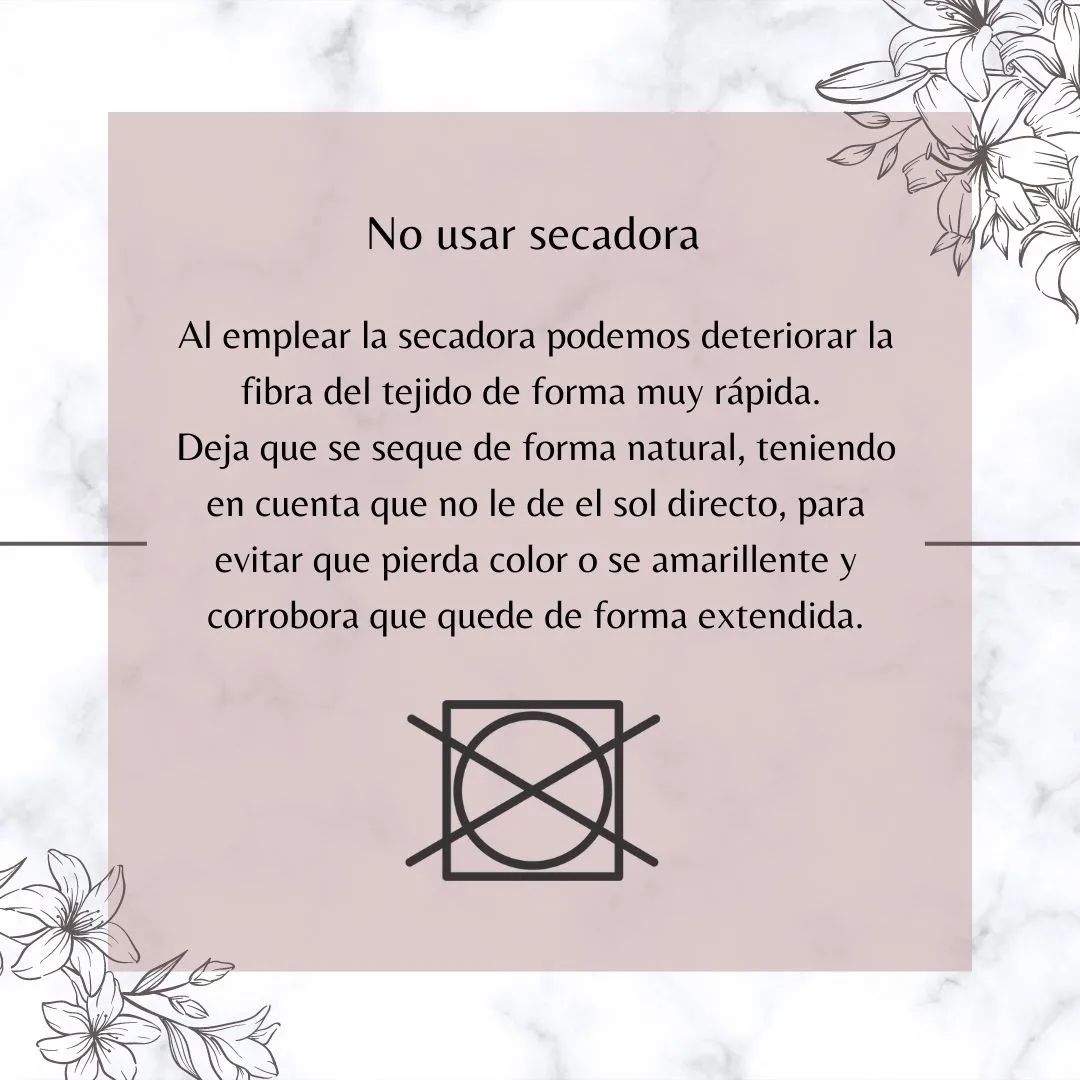 No usar secadora
Al emplear la secadora podemos deteriorar la
fibra del tejido de forma muy rápida.
Deja que se seque de forma natural, teniendo
en cuenta que no le de el sol directo, para
evitar que pierda color o se amarillente y
corrobora que quede de forma extendida.